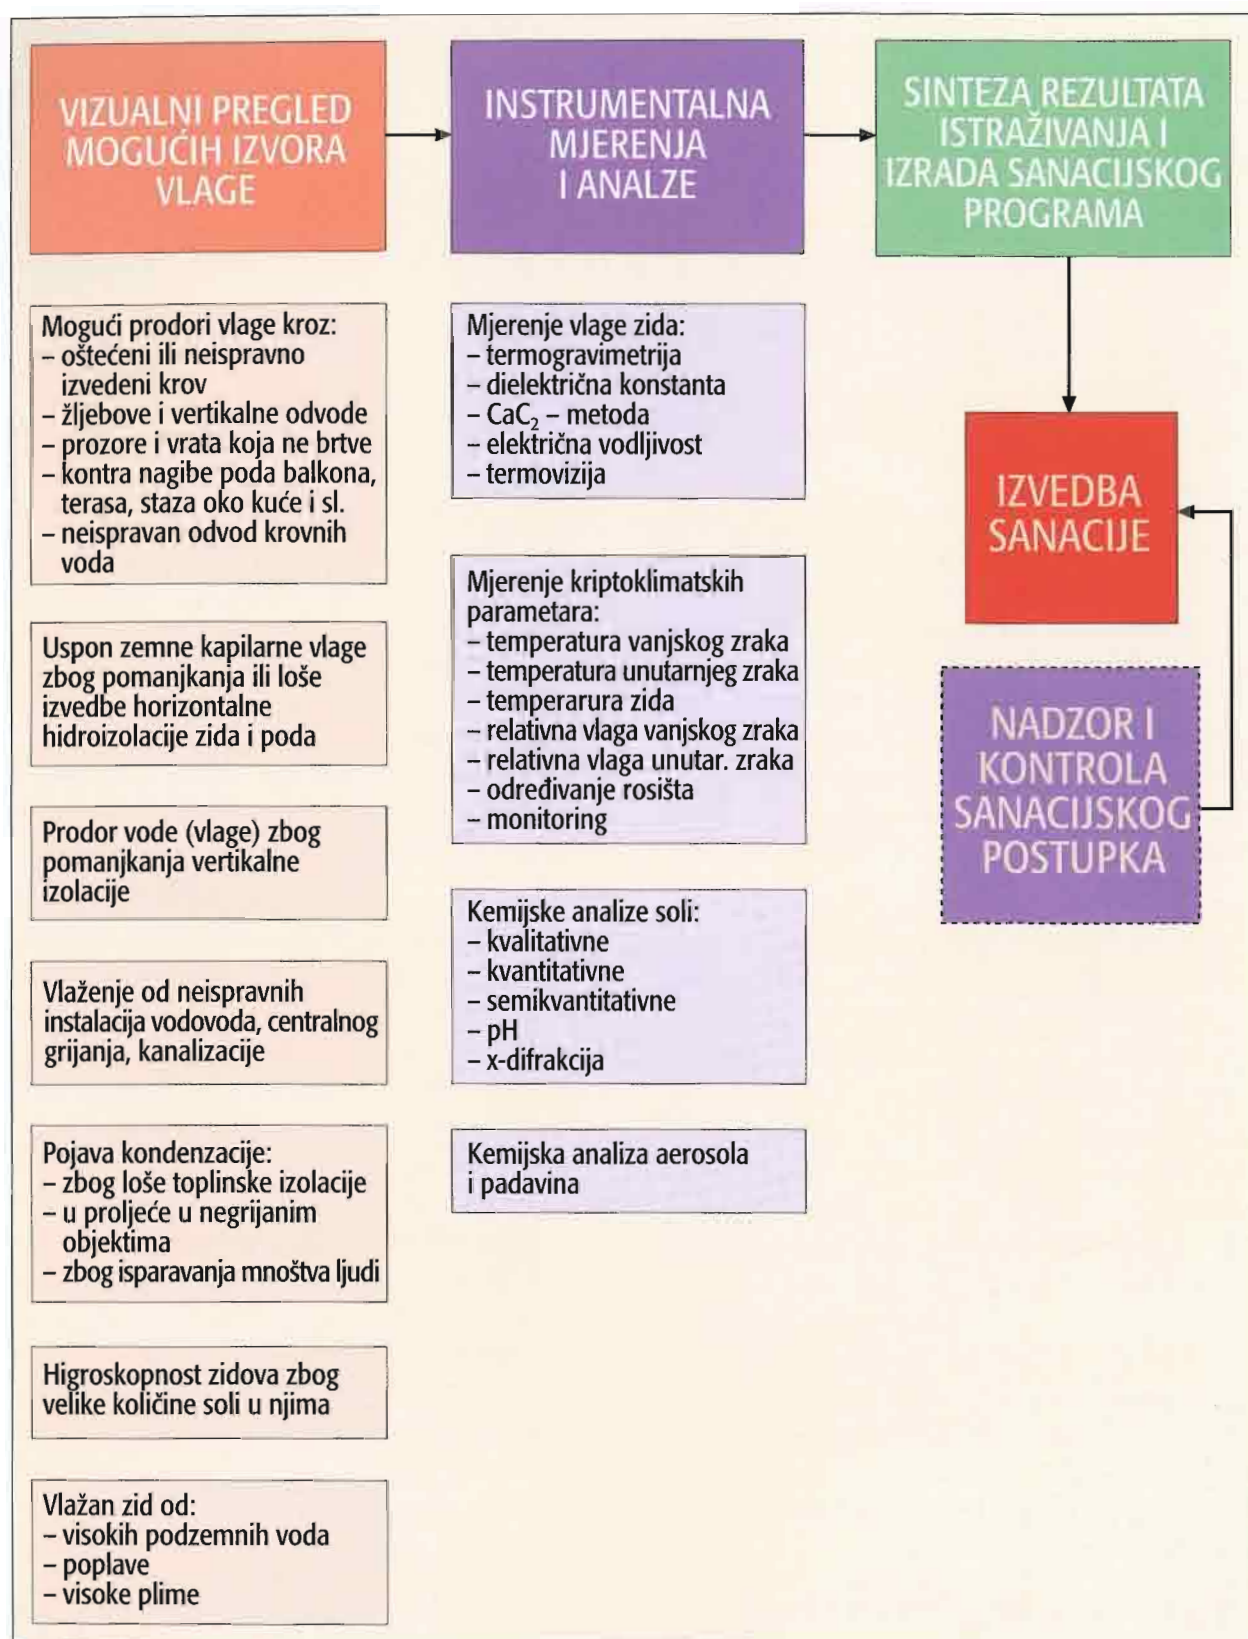 VIZUALNI PREGLED
MOGUĆIH IZVORA
VLAGE
INSTRUMENTALNA
MJERENJA
I ANALZE
SINTEZA REZULTATA
ISTRAŽIVANJA I
IZRADA SANACIJSKOG
PROGRAMA
Mogući prodori vlage kroz:
– oštećeni ili neispravno
izvedeni krov
– žljebove i vertikalne odvode
– prozore i vrata koja ne brtve
– kontra nagibe poda balkona,
terasa, staza oko kuće i sl.
– neispravan odvod krovnih
voda
Uspon zemne kapilarne vlage
zbog pomanjkanja ili loše
izvedbe horizontalne
hidroizolacije zida i poda
Prodor vode (vlage) zbog
pomanjkanja vertikalne
izolacije
Vlaženje od neispravnih
instalacija vodovoda, centralnog
grijanja, kanalizacije
Pojava kondenzacije:
– zbog loše toplinske izolacije
– u proljeće u negrijanim
objektima
– zbog isparavanja mnoštva ljudi
Higroskopnost zidova zbog
velike količine soli u njima
Vlažan zid od:
– visokih podzemnih voda
– poplave
– visoke plime
Mjerenje vlage zida:
– termogravimetrija
– dielektrična konstanta
– CaC₂ – metoda
– električna vodljivost
– termovizija
Mjerenje kriptoklimatskih
parametara:
– temperatura vanjskog zraka
– temperatura unutarnjeg zraka
– temperarura zida
– relativna vlaga vanjskog zraka
– relativna vlaga unutar. zraka
– određivanje rosišta
– monitoring
Kemijske analize soli:
– kvalitativne
– kvantitativne
– semikvantitativne
– pH
– x-difrakcija
Kemijska analiza aerosola
i padavina
IZVEDBA
SANACIJE
NADZOR I
KONTROLA
SANACIJSKOG
POSTUPKA